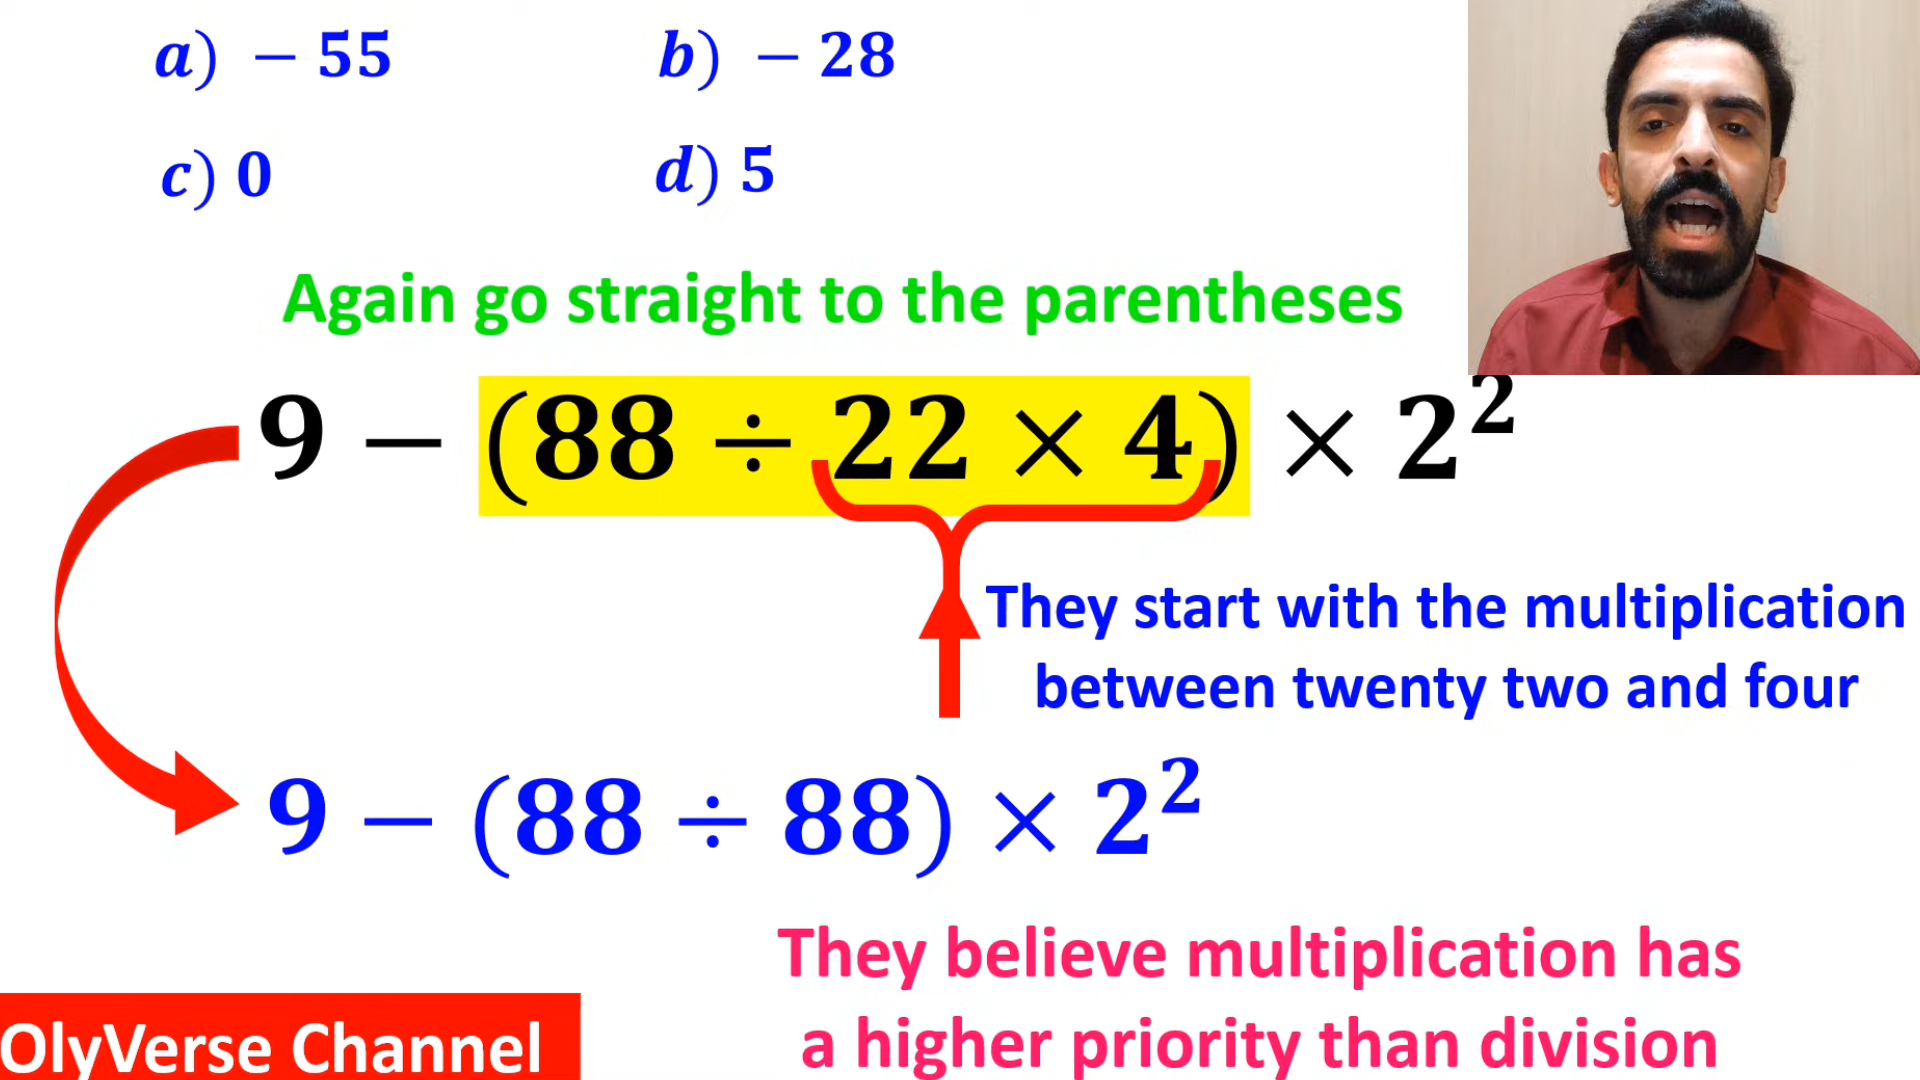 a) − 55 b) − 28
c) 0 d) 5
Again go straight to the parentheses
9 − (88 ÷ 22 × 4) × 2²
They start with the multiplication
between twenty two and four
9 − (88 ÷ 88) × 2²
They believe multiplication has
a higher priority than division
OlyVerse Channel